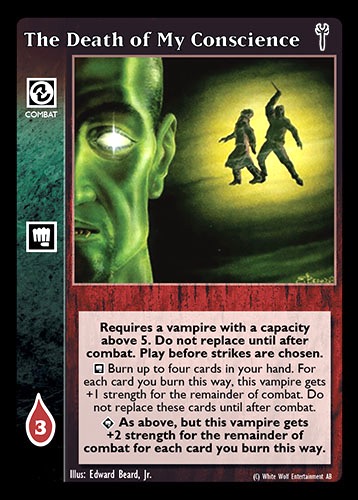 The Death of My Conscience
COMBAT
Requires a vampire with a capacity
above 5. Do not replace until after
combat. Play before strikes are chosen.
Burn up to four cards in your hand. For
each card you burn this way, this vampire gets
+1 strength for the remainder of combat. Do
not replace these cards until after combat.
As above, but this vampire gets
+2 strength for the remainder of
combat for each card you burn this way.
3
Illus: Edward Beard, Jr.
(C) White Wolf Entertainment AB